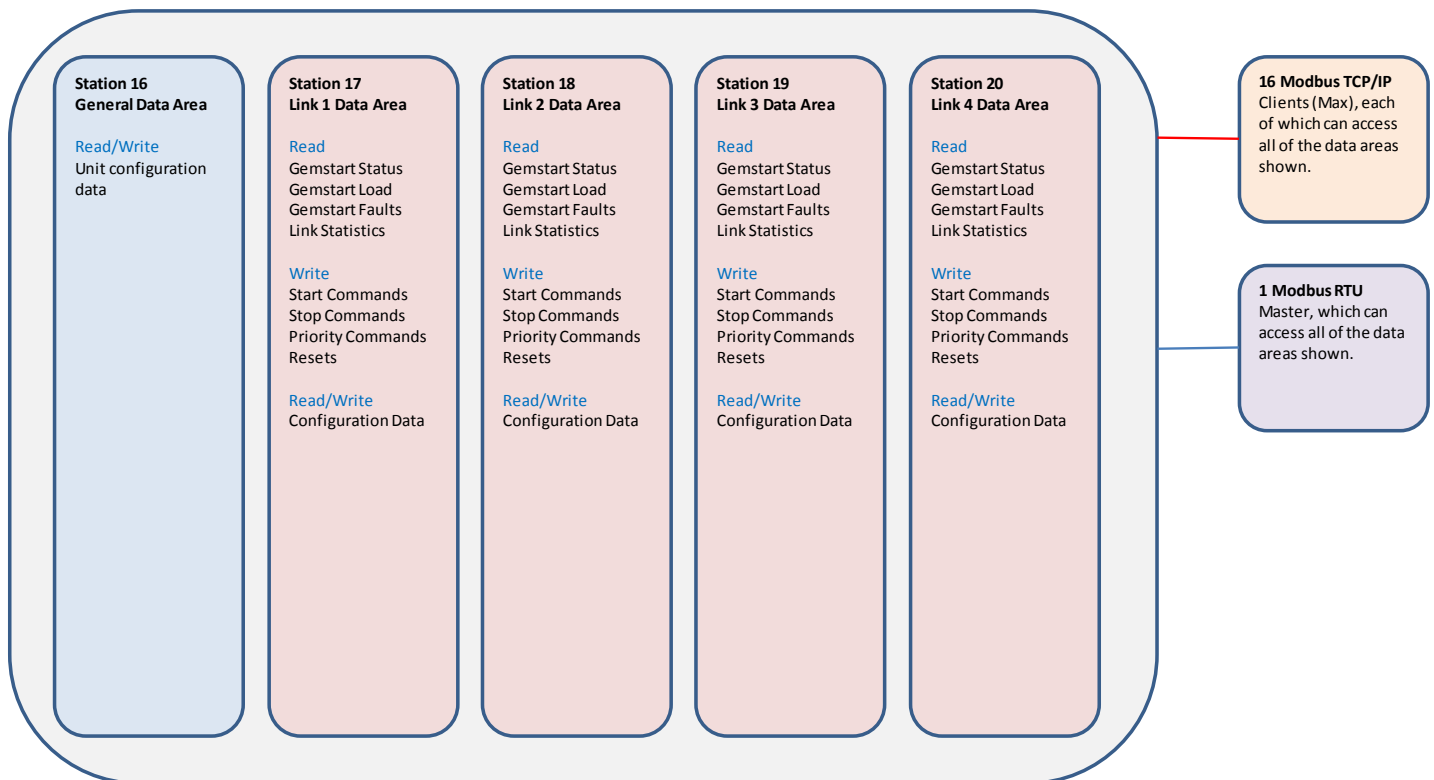 Station 16
General Data Area
Read/Write
Unit configuration
data
Station 17
Link 1 Data Area
Read
Gemstart Status
Gemstart Load
Gemstart Faults
Link Statistics
Write
Start Commands
Stop Commands
Priority Commands
Resets
Read/Write
Configuration Data
Station 18
Link 2 Data Area
Read
Gemstart Status
Gemstart Load
Gemstart Faults
Link Statistics
Write
Start Commands
Stop Commands
Priority Commands
Resets
Read/Write
Configuration Data
Station 19
Link 3 Data Area
Read
Gemstart Status
Gemstart Load
Gemstart Faults
Link Statistics
Write
Start Commands
Stop Commands
Priority Commands
Resets
Read/Write
Configuration Data
Station 20
Link 4 Data Area
Read
Gemstart Status
Gemstart Load
Gemstart Faults
Link Statistics
Write
Start Commands
Stop Commands
Priority Commands
Resets
Read/Write
Configuration Data
16 Modbus TCP/IP
Clients (Max), each
of which can access
all of the data areas
shown.
1 Modbus RTU
Master, which can
access all of the data
areas shown.